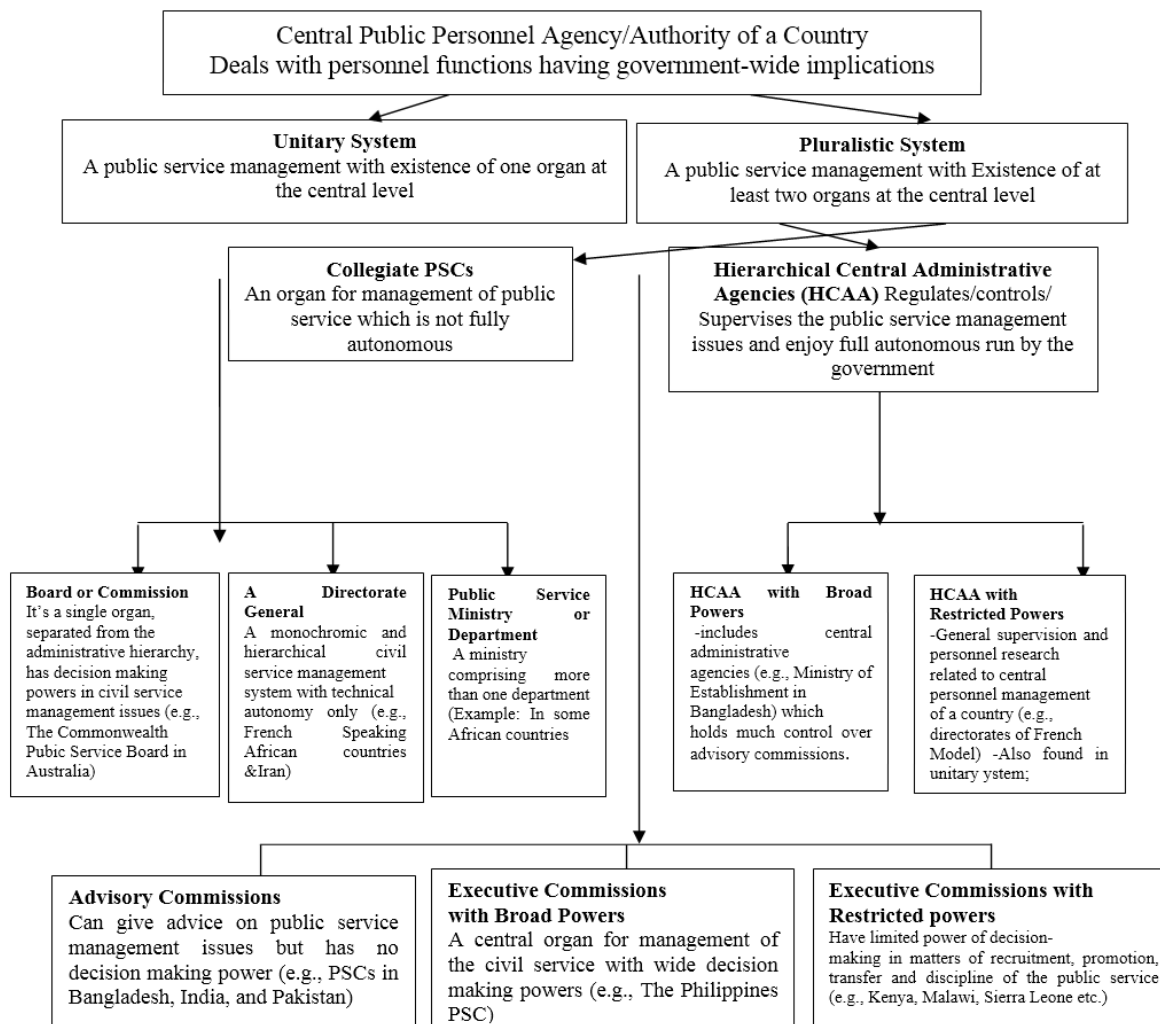 Central Public Personnel Agency/Authority of a Country
Deals with personnel functions having government-wide implications
Unitary System
A public service management with existence of one organ at
the central level
Pluralistic System
A public service management with Existence of at
least two organs at the central level
Collegiate PSCs
An organ for management of public
service which is not fully
autonomous
Hierarchical Central Administrative
Agencies (HCAA) Regulates/controls/
Supervises the public service management
issues and enjoy full autonomous run by the
government
Board or Commission
It's a single organ,
separated from the
administrative hierarchy,
has decision making
powers in civil service
management issues (e.g.,
The Commonwealth
Pubic Service Board in
Australia)
A Directorate
General
A monochromic and
hierarchical civil
service management
system with technical
autonomy only (e.g.,
French Speaking
African countries
&Iran)
Public Service
Ministry or
Department
A ministry
comprising more
than one department
(Example: In some
African countries
HCAA with Broad
Powers
-includes central
administrative
agencies (e.g., Ministry of
Establishment in
Bangladesh) which
holds much control over
advisory commissions.
HCAA with
Restricted Powers
-General supervision and
personnel research
related to central
personnel management
of a country (e.g.,
directorates of French
Model) -Also found in
unitary ystem;
Advisory Commissions
Can give advice on public service
management issues but has no
decision making power (e.g., PSCs in
Bangladesh, India, and Pakistan)
Executive Commissions
with Broad Powers
A central organ for management of
the civil service with wide decision
making powers (e.g., The Philippines
PSC)
Executive Commissions with
Restricted powers
Have limited power of decision-
making in matters of recruitment, promotion,
transfer and discipline of the public service
(e.g., Kenya, Malawi, Sierra Leone etc.)